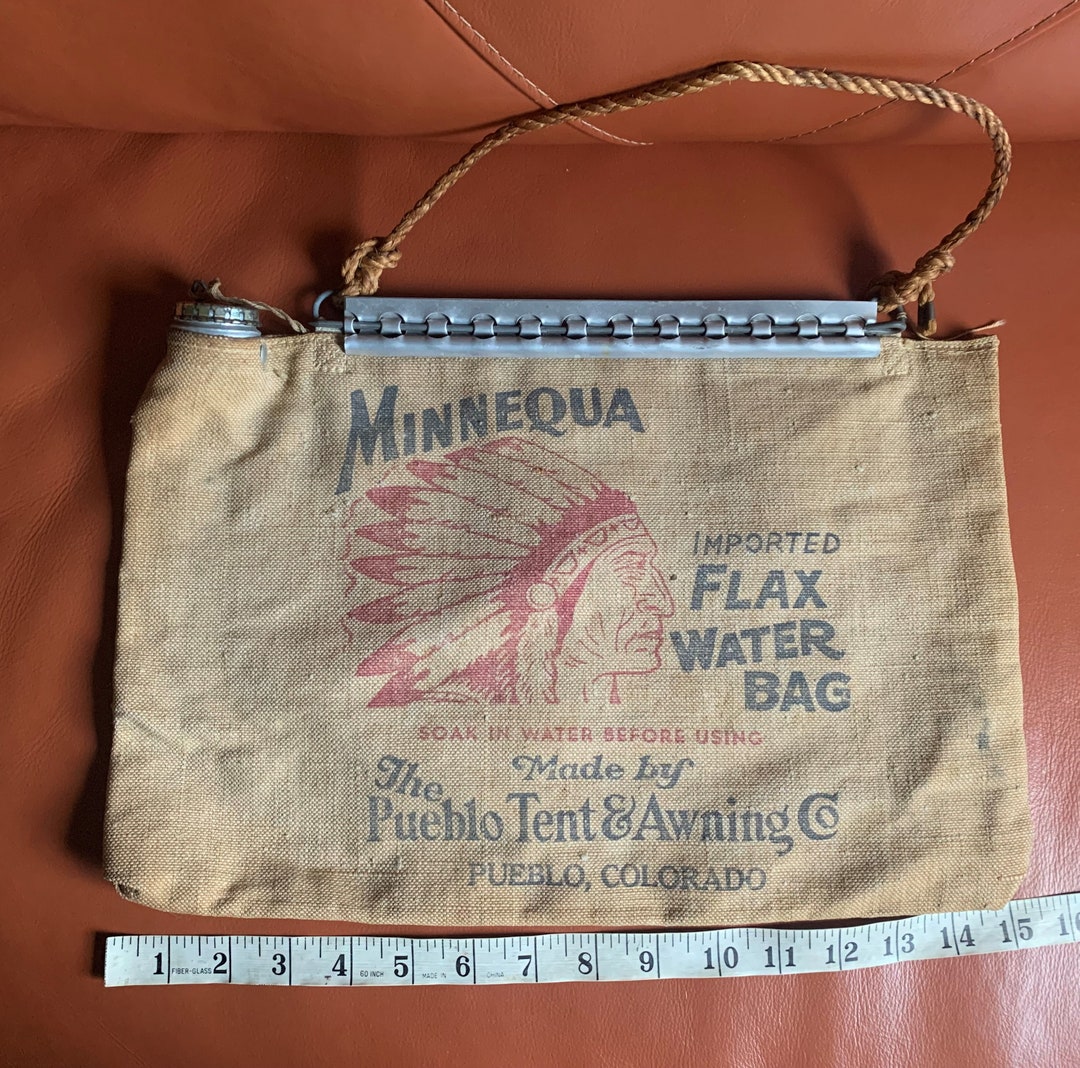 MINNEQUA
IMPORTED
FLAX
WATER
BAG
SOAK IN WATER BEFORE USING
Made by
The
Pueblo Tent & Awning Co
PUEBLO, COLORADO
1 FIBER-GLASS 2 3 4 60 INCH 5 MADE IN 6 CHINA 7 8 9 10 11 12 13 14 15 16